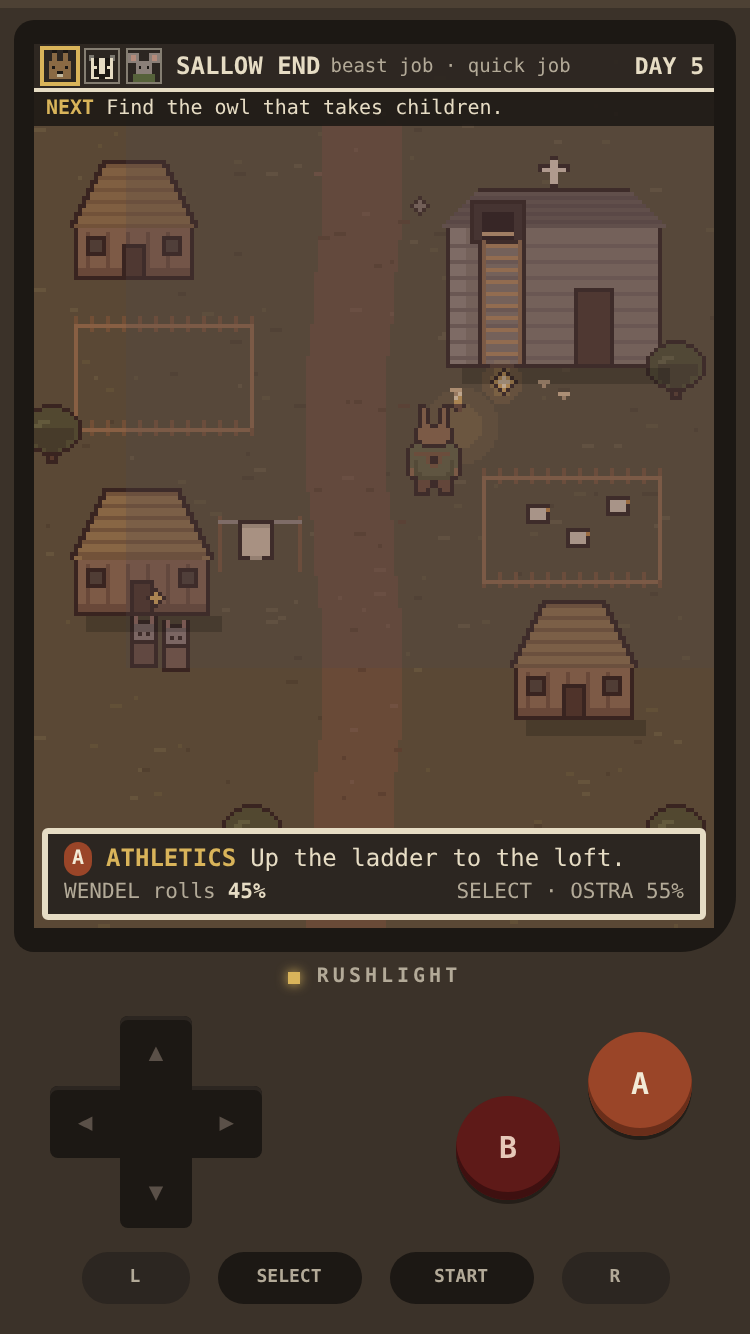 SALLOW END beast job · quick job DAY 5
NEXT Find the owl that takes children.
A ATHLETICS Up the ladder to the loft.
WENDEL rolls 45% SELECT · OSTRA 55%
RUSHLIGHT
A
B
L SELECT START R